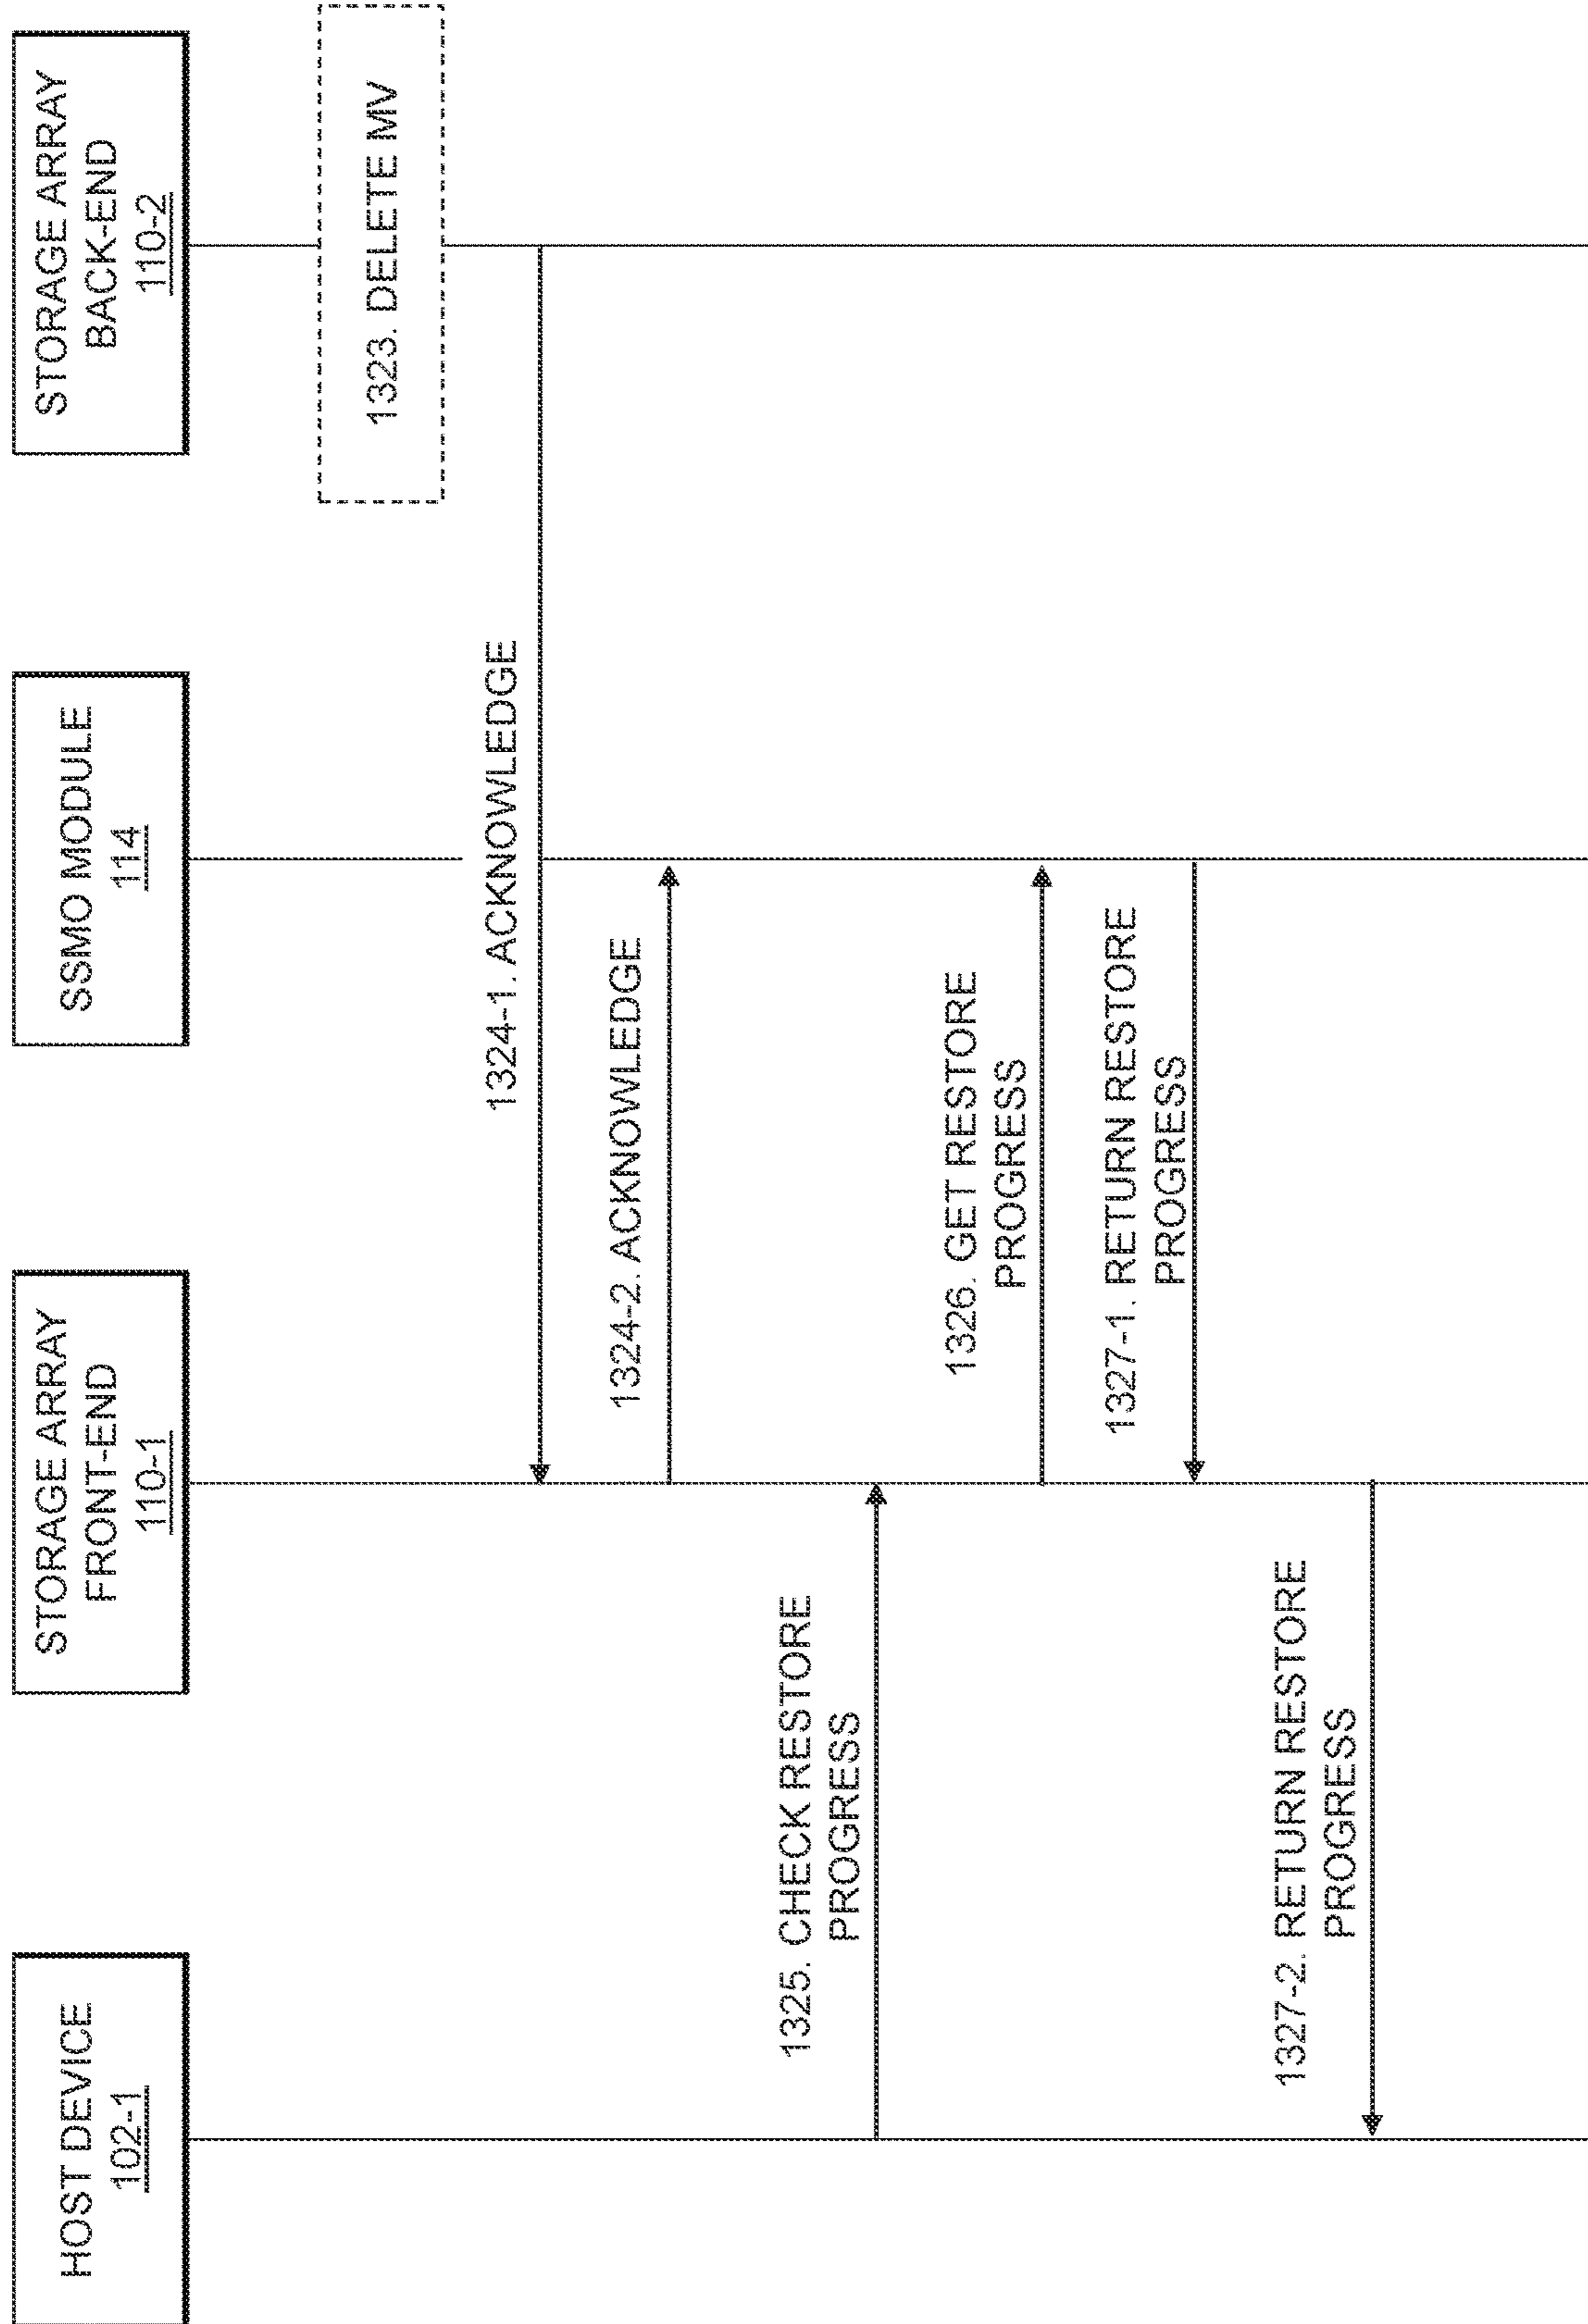 HOST DEVICE
102-1
STORAGE ARRAY
FRONT-END
110-1
SSMO MODULE
114
STORAGE ARRAY
BACK-END
110-2
1323. DELETE MV
1324-1. ACKNOWLEDGE
1324-2. ACKNOWLEDGE
1325. CHECK RESTORE
PROGRESS
1326. GET RESTORE
PROGRESS
1327-1. RETURN RESTORE
PROGRESS
1327-2. RETURN RESTORE
PROGRESS